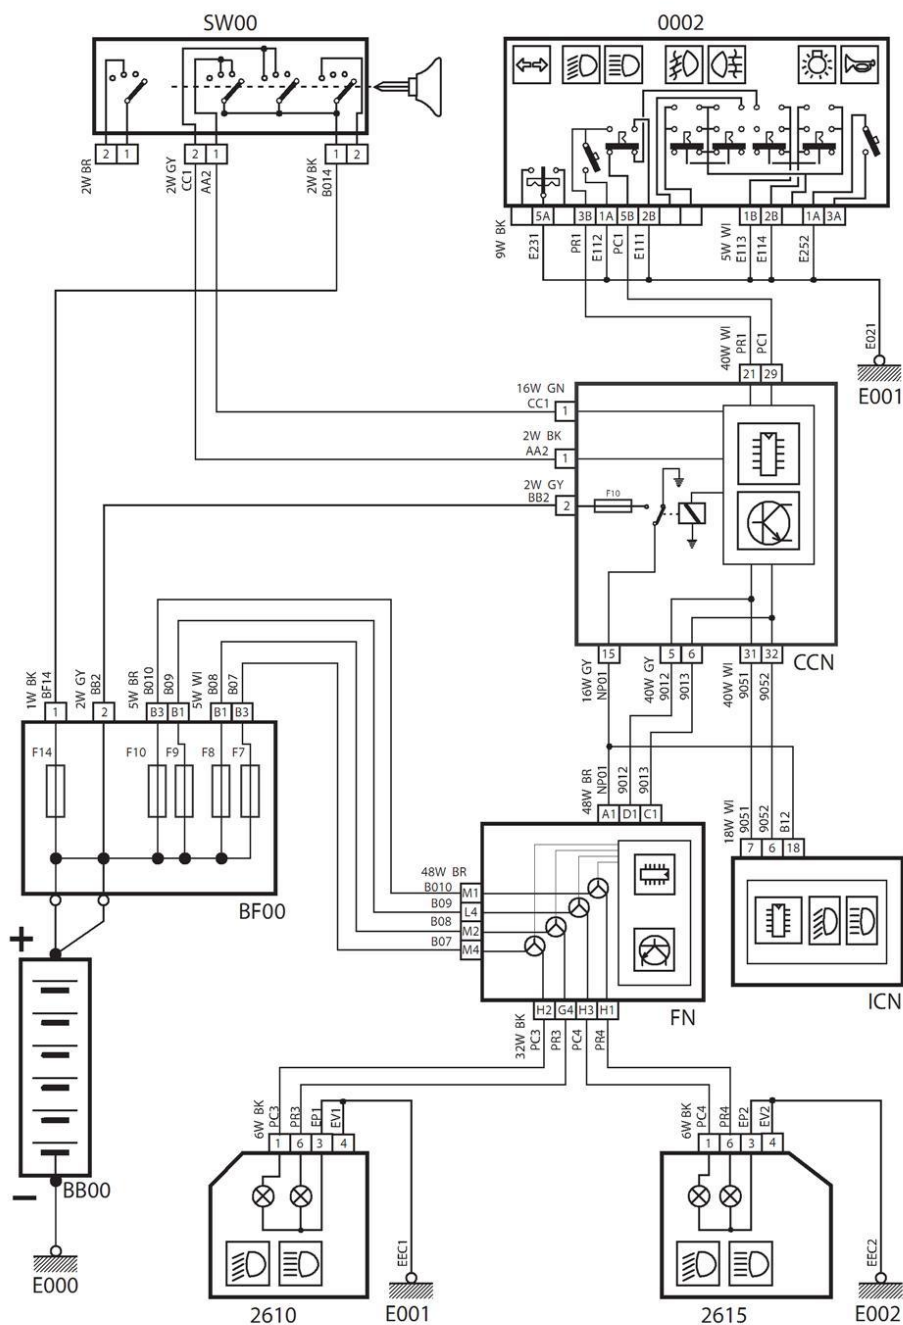 SW00
0002
2 1
2 1
1 2
2W BR
2W GY
CC1
AA2
2W BK
B014
5A 3B 1A 5B 2B
1B 2B 1A 3A
9W BK
E231
PR1
E112
PC1
E111
5W WI
E113
E114
E252
40W WI
PR1
PC1
E021
E001
21 29
16W GN
CC1
1
2W BK
AA2
1
2W GY
BB2
2
F10
15 5 6 31 32
CCN
16W GY
NP01
40W GY
9012
9013
40W WI
9051
9052
1W BK
BF14
2W GY
BB2
5W BR
B010
B09
5W WI
B08
B07
1 2 B3 B1 B1 B3
F14 F10 F9 F8 F7
BF00
48W BR
NP01
9012
9013
A1 D1 C1
18W WI
9051
9052
B12
7 6 18
48W BR
B010
M1
B09
L4
B08
M2
B07
M4
H2 G4 H3 H1
FN
ICN
+
−
BB00
E000
32W BK
PC3
PR3
PC4
PR4
6W BK
PC3
PR3
EP1
EV1
1 6 3 4
6W BK
PC4
PR4
EP2
EV2
1 6 3 4
EEC1
EEC2
2610
E001
2615
E002